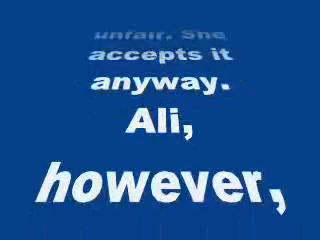 unfair. She
accepts it
anyway.
Ali,
however,